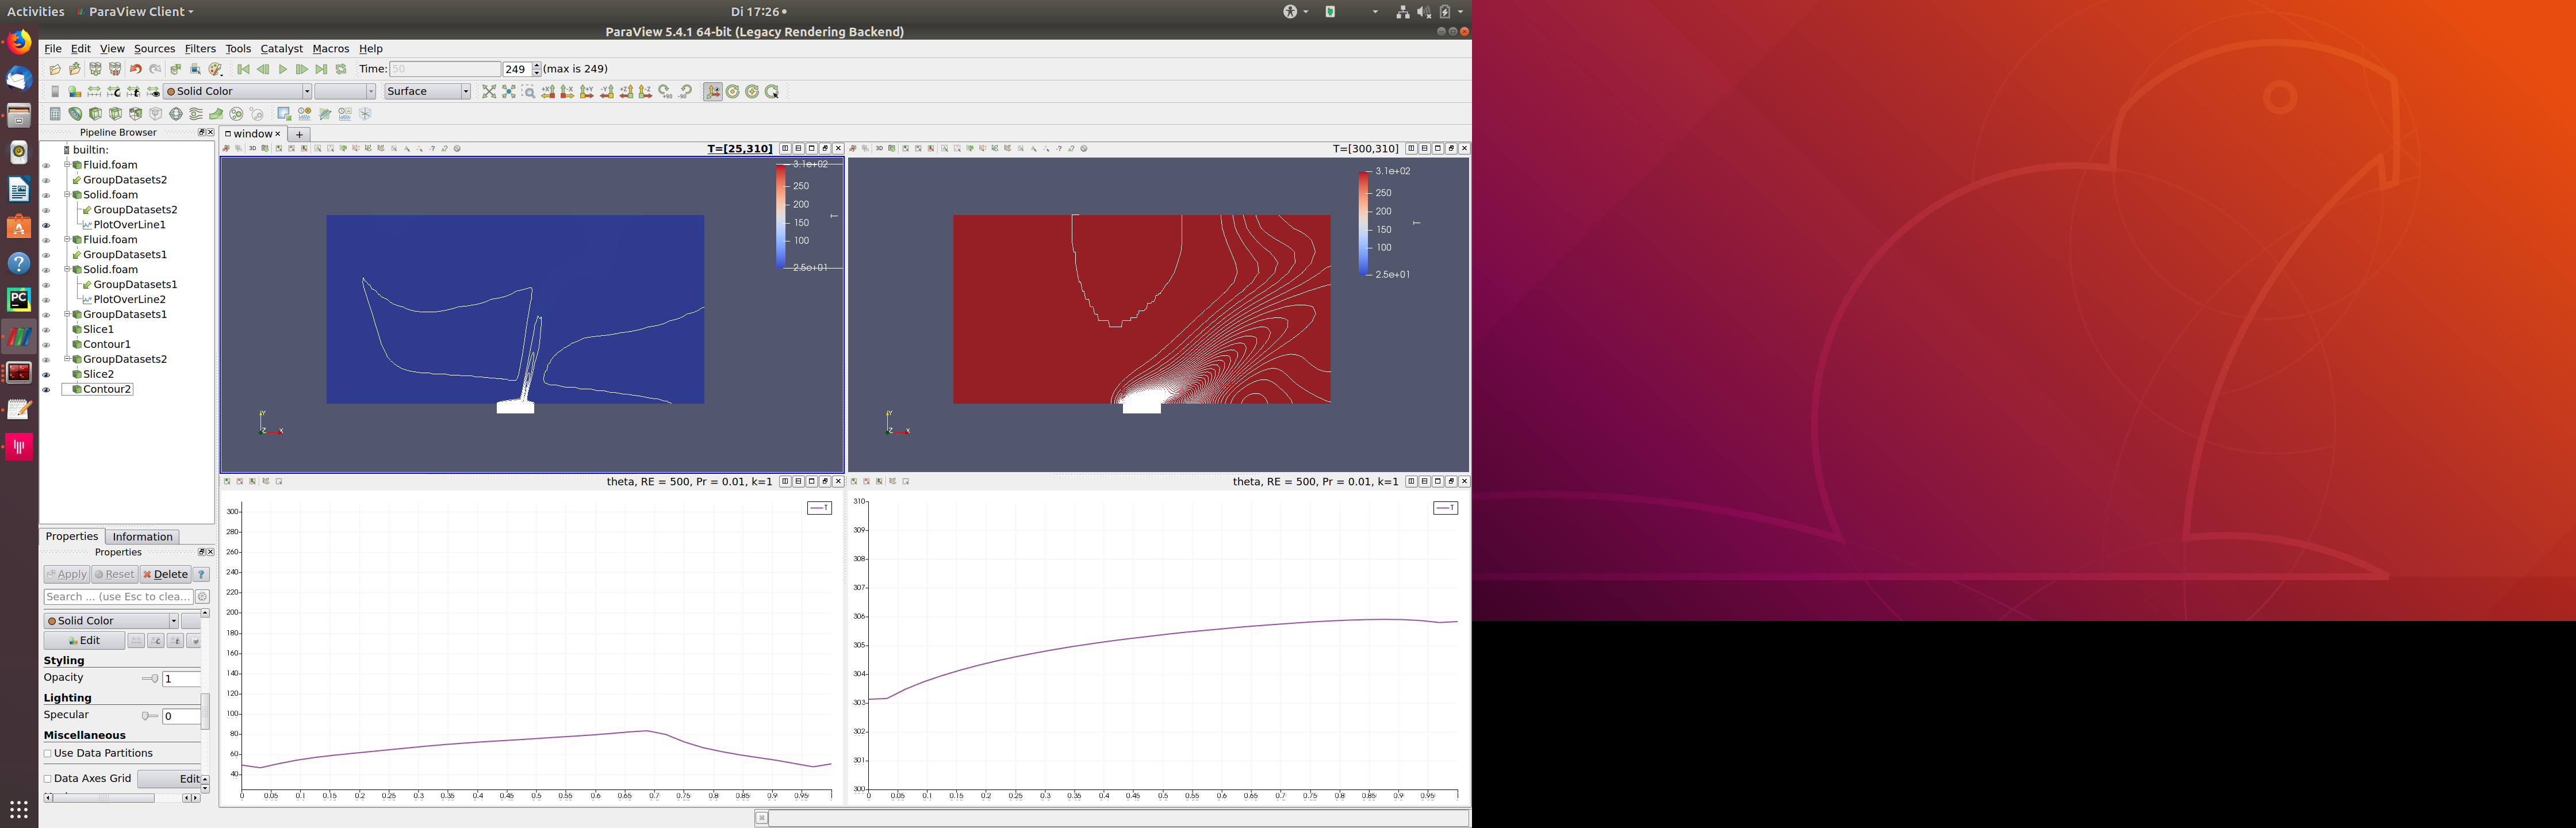 Activities ParaView Client Di 17:26
ParaView 5.4.1 64-bit (Legacy Rendering Backend)
File Edit View Sources Filters Tools Catalyst Macros Help
Time: 50 249 (max is 249)
Solid Color Surface
Pipeline Browser
window × +
builtin:
Fluid.foam
GroupDatasets2
Solid.foam
GroupDatasets2
PlotOverLine1
Fluid.foam
GroupDatasets1
Solid.foam
GroupDatasets1
PlotOverLine2
GroupDatasets1
Slice1
Contour1
GroupDatasets2
Slice2
Contour2
Properties Information
Properties
Apply Reset Delete ?
Search ... (use Esc to clea...
Solid Color
Edit
Styling
Opacity 1
Lighting
Specular 0
Miscellaneous
Use Data Partitions
Data Axes Grid Edit
3D T=[25,310]
3.1e+02
250
200
150
100
2.5e+01
T
Y
Z X
3D T=[300,310]
3.1e+02
250
200
150
100
2.5e+01
T
Y
Z X
theta, RE = 500, Pr = 0.01, k=1
T
300
280
260
240
220
200
180
160
140
120
100
80
60
40
0 0.05 0.1 0.15 0.2 0.25 0.3 0.35 0.4 0.45 0.5 0.55 0.6 0.65 0.7 0.75 0.8 0.85 0.9 0.95 1
theta, RE = 500, Pr = 0.01, k=1
T
310
309
308
307
306
305
304
303
302
301
300
0 0.05 0.1 0.15 0.2 0.25 0.3 0.35 0.4 0.45 0.5 0.55 0.6 0.65 0.7 0.75 0.8 0.85 0.9 0.95 1
PC